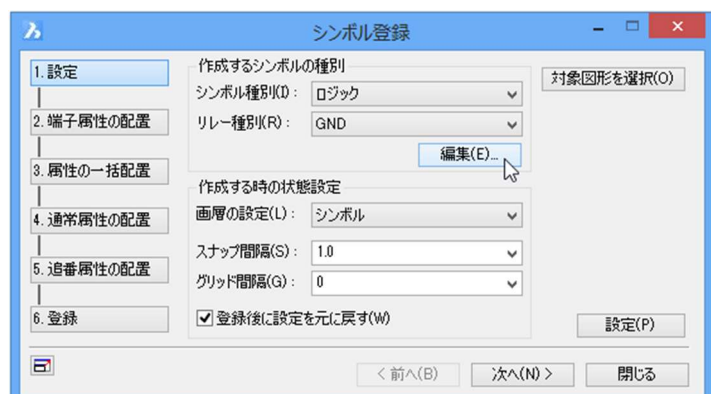 シンボル登録
1. 設定
2. 端子属性の配置
3. 属性の一括配置
4. 通常属性の配置
5. 追番属性の配置
6. 登録
作成するシンボルの種別
シンボル種別(I): ロジック
リレー種別(R): GND
編集(E)...
作成する時の状態設定
画層の設定(L): シンボル
スナップ間隔(S): 1.0
グリッド間隔(G): 0
登録後に設定を元に戻す(W)
対象図形を選択(O)
設定(P)
< 前へ(B)
次へ(N) >
閉じる